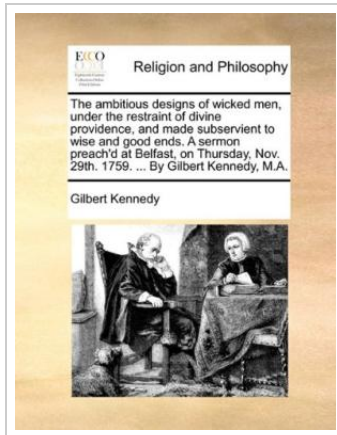 ECCO
Religion and Philosophy
The ambitious designs of wicked men,
under the restraint of divine
providence, and made subservient to
wise and good ends. A sermon
preach'd at Belfast, on Thursday, Nov.
29th. 1759. ... By Gilbert Kennedy, M.A.
Gilbert Kennedy